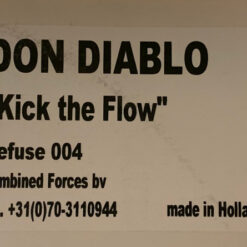 DON DIABLO
Kick the Flow"
efuse 004
mbined Forces bv
. +31(0)70-3110944 made in Holla